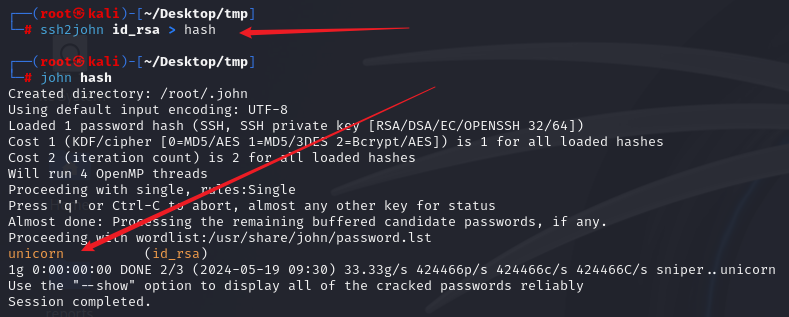 ┌──(root㉿kali)-[~/Desktop/tmp]
└─# ssh2john id_rsa > hash
┌──(root㉿kali)-[~/Desktop/tmp]
└─# john hash
Created directory: /root/.john
Using default input encoding: UTF-8
Loaded 1 password hash (SSH, SSH private key [RSA/DSA/EC/OPENSSH 32/64])
Cost 1 (KDF/cipher [0=MD5/AES 1=MD5/3DES 2=Bcrypt/AES]) is 1 for all loaded hashes
Cost 2 (iteration count) is 2 for all loaded hashes
Will run 4 OpenMP threads
Proceeding with single, rules:Single
Press 'q' or Ctrl-C to abort, almost any other key for status
Almost done: Processing the remaining buffered candidate passwords, if any.
Proceeding with wordlist:/usr/share/john/password.lst
unicorn          (id_rsa)
1g 0:00:00:00 DONE 2/3 (2024-05-19 09:30) 33.33g/s 424466p/s 424466c/s 424466C/s sniper..unicorn
Use the "--show" option to display all of the cracked passwords reliably
Session completed.
reports